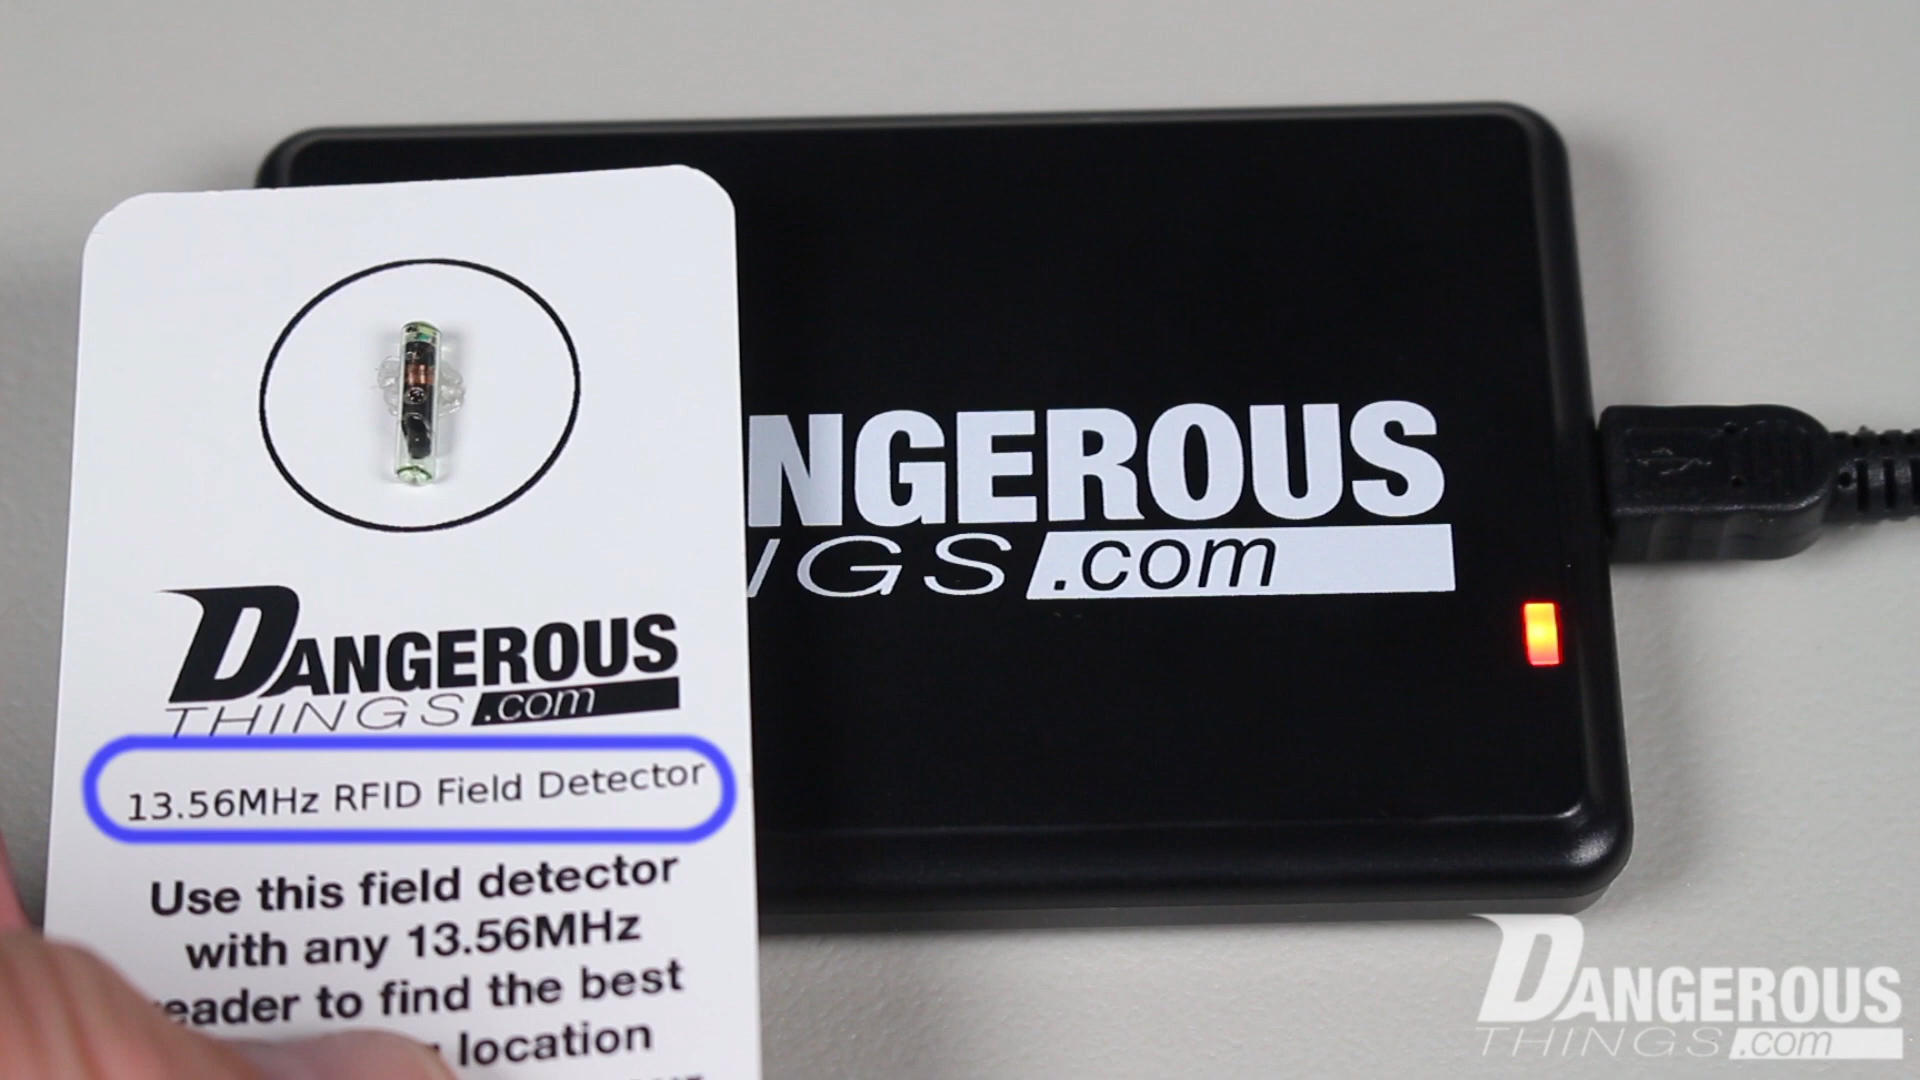 DANGEROUS
THINGS.com
13.56MHz RFID Field Detector
Use this field detector
with any 13.56MHz
reader to find the best
location
NGEROUS
NGS.com
DANGEROUS
THINGS.com